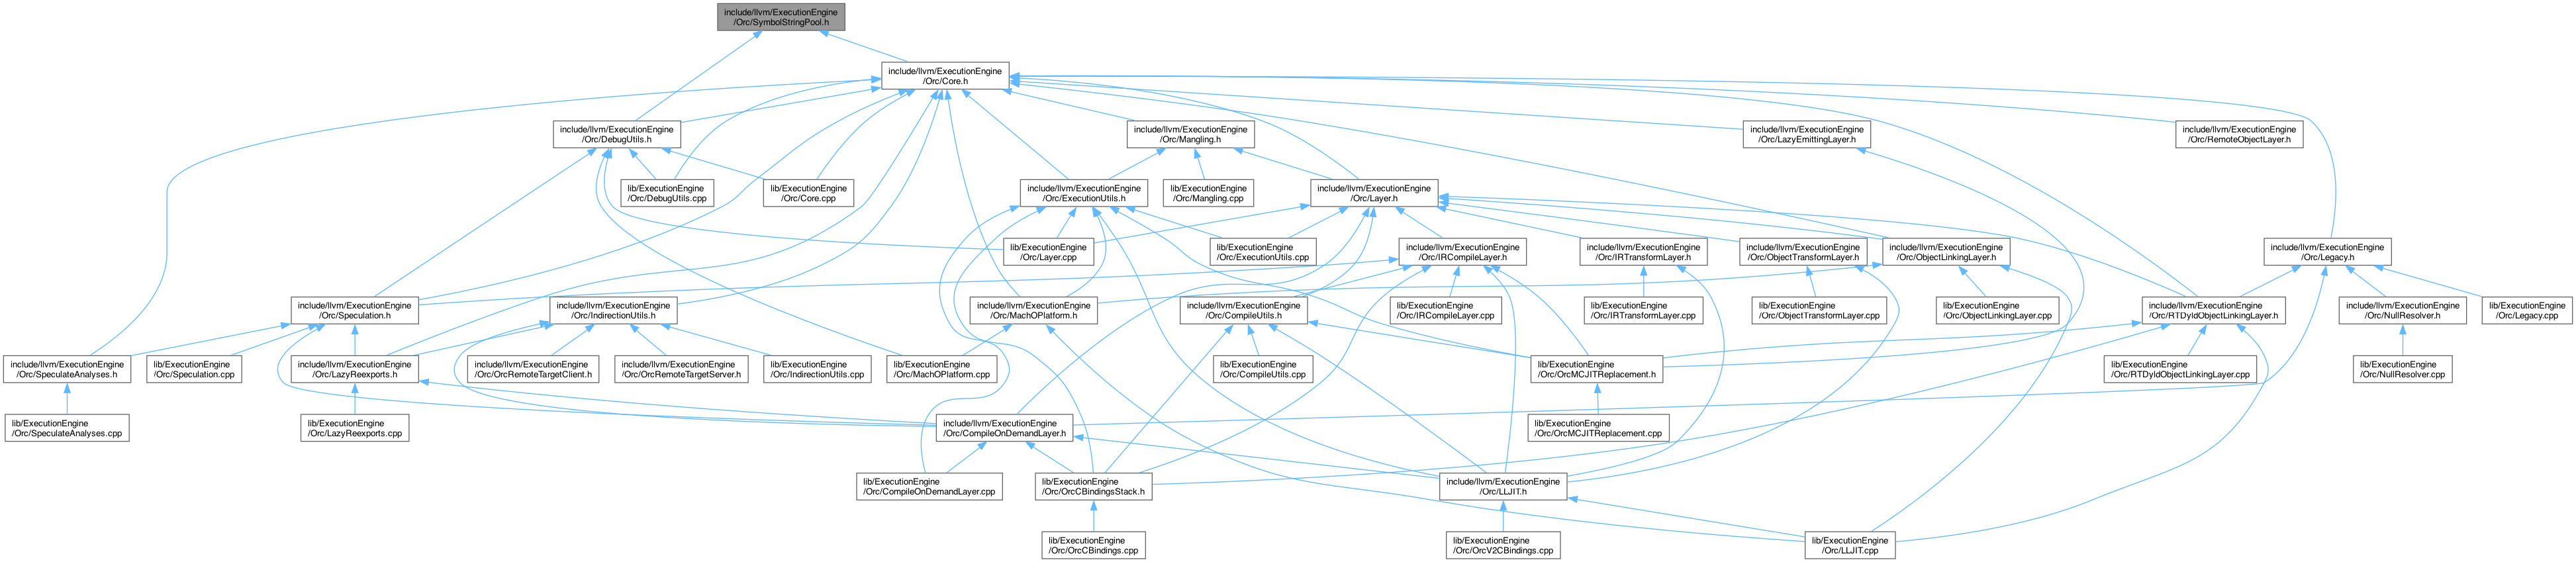 include/llvm/ExecutionEngine
/Orc/SymbolStringPool.h
include/llvm/ExecutionEngine
/Orc/Core.h
include/llvm/ExecutionEngine
/Orc/DebugUtils.h
include/llvm/ExecutionEngine
/Orc/Mangling.h
include/llvm/ExecutionEngine
/Orc/LazyEmittingLayer.h
include/llvm/ExecutionEngine
/Orc/RemoteObjectLayer.h
lib/ExecutionEngine
/Orc/DebugUtils.cpp
lib/ExecutionEngine
/Orc/Core.cpp
include/llvm/ExecutionEngine
/Orc/ExecutionUtils.h
lib/ExecutionEngine
/Orc/Mangling.cpp
include/llvm/ExecutionEngine
/Orc/Layer.h
lib/ExecutionEngine
/Orc/Layer.cpp
lib/ExecutionEngine
/Orc/ExecutionUtils.cpp
include/llvm/ExecutionEngine
/Orc/IRCompileLayer.h
include/llvm/ExecutionEngine
/Orc/IRTransformLayer.h
include/llvm/ExecutionEngine
/Orc/ObjectTransformLayer.h
include/llvm/ExecutionEngine
/Orc/ObjectLinkingLayer.h
include/llvm/ExecutionEngine
/Orc/Legacy.h
include/llvm/ExecutionEngine
/Orc/Speculation.h
include/llvm/ExecutionEngine
/Orc/IndirectionUtils.h
include/llvm/ExecutionEngine
/Orc/MachOPlatform.h
include/llvm/ExecutionEngine
/Orc/CompileUtils.h
lib/ExecutionEngine
/Orc/IRCompileLayer.cpp
lib/ExecutionEngine
/Orc/IRTransformLayer.cpp
lib/ExecutionEngine
/Orc/ObjectTransformLayer.cpp
lib/ExecutionEngine
/Orc/ObjectLinkingLayer.cpp
include/llvm/ExecutionEngine
/Orc/RTDyldObjectLinkingLayer.h
include/llvm/ExecutionEngine
/Orc/NullResolver.h
lib/ExecutionEngine
/Orc/Legacy.cpp
include/llvm/ExecutionEngine
/Orc/SpeculateAnalyses.h
lib/ExecutionEngine
/Orc/Speculation.cpp
include/llvm/ExecutionEngine
/Orc/LazyReexports.h
include/llvm/ExecutionEngine
/Orc/OrcRemoteTargetClient.h
include/llvm/ExecutionEngine
/Orc/OrcRemoteTargetServer.h
lib/ExecutionEngine
/Orc/IndirectionUtils.cpp
lib/ExecutionEngine
/Orc/MachOPlatform.cpp
lib/ExecutionEngine
/Orc/CompileUtils.cpp
lib/ExecutionEngine
/Orc/OrcMCJITReplacement.h
lib/ExecutionEngine
/Orc/RTDyldObjectLinkingLayer.cpp
lib/ExecutionEngine
/Orc/NullResolver.cpp
lib/ExecutionEngine
/Orc/SpeculateAnalyses.cpp
lib/ExecutionEngine
/Orc/LazyReexports.cpp
include/llvm/ExecutionEngine
/Orc/CompileOnDemandLayer.h
lib/ExecutionEngine
/Orc/OrcMCJITReplacement.cpp
lib/ExecutionEngine
/Orc/CompileOnDemandLayer.cpp
lib/ExecutionEngine
/Orc/OrcCBindingsStack.h
include/llvm/ExecutionEngine
/Orc/LLJIT.h
lib/ExecutionEngine
/Orc/OrcCBindings.cpp
lib/ExecutionEngine
/Orc/OrcV2CBindings.cpp
lib/ExecutionEngine
/Orc/LLJIT.cpp